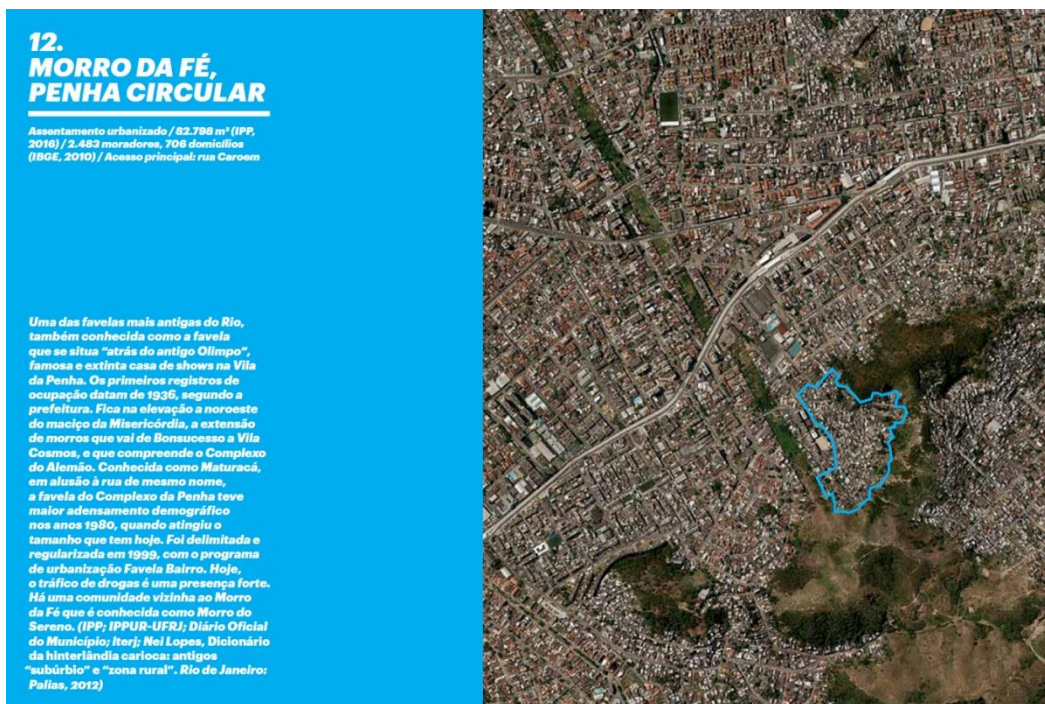 12.
MORRO DA FÉ,
PENHA CIRCULAR
Assentamento urbanizado / 82.798 m² (IPP,
2016) / 2.483 moradores, 706 domicílios
(IBGE, 2010) / Acesso principal: rua Caroem
Uma das favelas mais antigas do Rio,
também conhecida como a favela
que se situa “atrás do antigo Olimpo”,
famosa e extinta casa de shows na Vila
da Penha. Os primeiros registros de
ocupação datam de 1936, segundo a
prefeitura. Fica na elevação a noroeste
do maciço da Misericórdia, a extensão
de morros que vai de Bonsucesso a Vila
Cosmos, e que compreende o Complexo
do Alemão. Conhecida como Maturacá,
em alusão à rua de mesmo nome,
a favela do Complexo da Penha teve
maior adensamento demográfico
nos anos 1980, quando atingiu o
tamanho que tem hoje. Foi delimitada e
regularizada em 1999, com o programa
de urbanização Favela Bairro. Hoje,
o tráfico de drogas é uma presença forte.
Há uma comunidade vizinha ao Morro
da Fé que é conhecida como Morro do
Sereno. (IPP; IPPUR-UFRJ; Diário Oficial
do Município; Iterj; Nei Lopes, Dicionário
da hinterlândia carioca: antigos
“subúrbio” e “zona rural”. Rio de Janeiro:
Pallas, 2012)